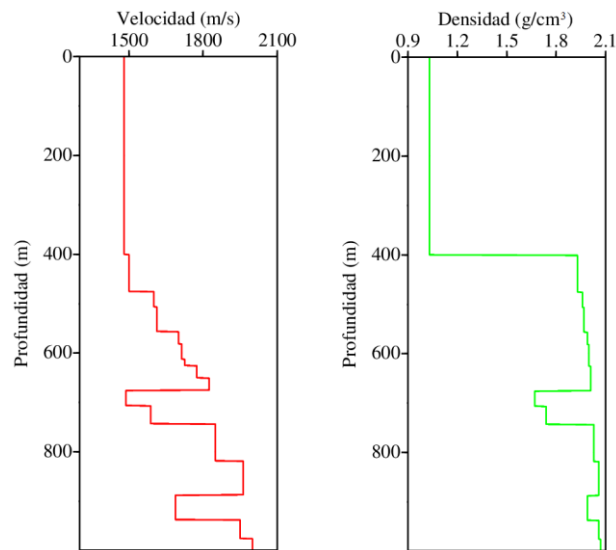 Velocidad (m/s)
1500 1800 2100
0
200
400
600
800
Profundidad (m)
Densidad (g/cm³)
0.9 1.2 1.5 1.8 2.1
0
200
400
600
800
Profundidad (m)